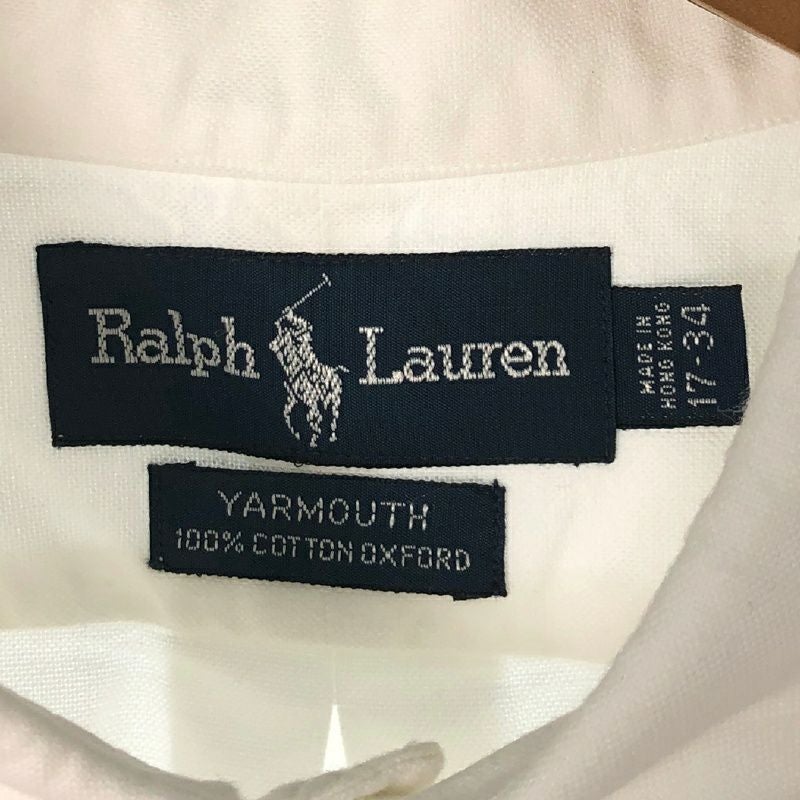 Ralph Lauren
MADE IN
HONG KONG
17-34
YARMOUTH
100% COTTON OXFORD